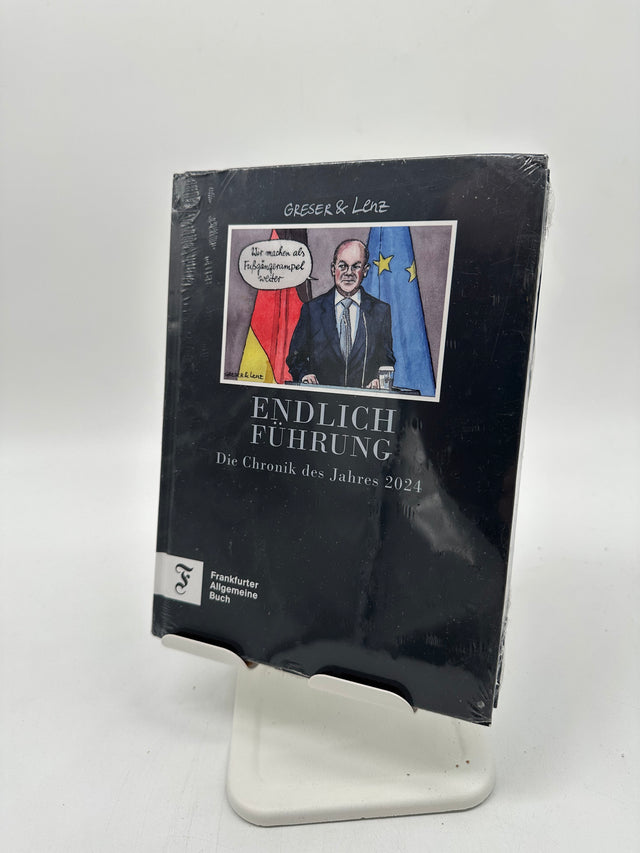 GRESER & LENZ
Wir machen als
Fußgängerampel
weiter
GRESER & LENZ
ENDLICH
FÜHRUNG
Die Chronik des Jahres 2024
F
Frankfurter
Allgemeine
Buch